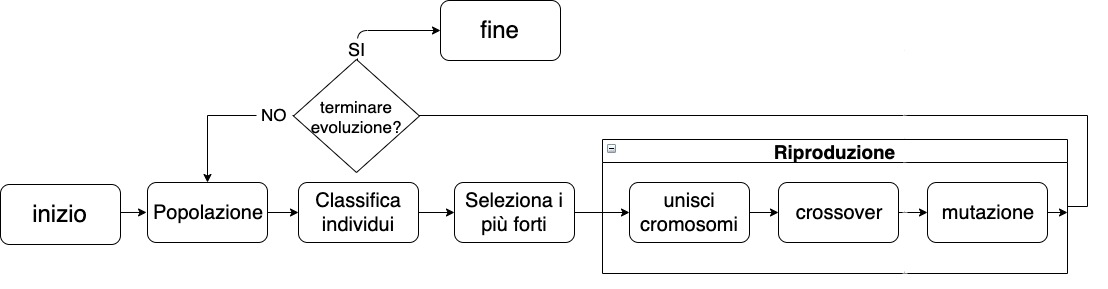 fine
SI
terminare
evoluzione?
NO
Riproduzione
inizio
Popolazione
Classifica
individui
Seleziona i
più forti
unisci
cromosomi
crossover
mutazione